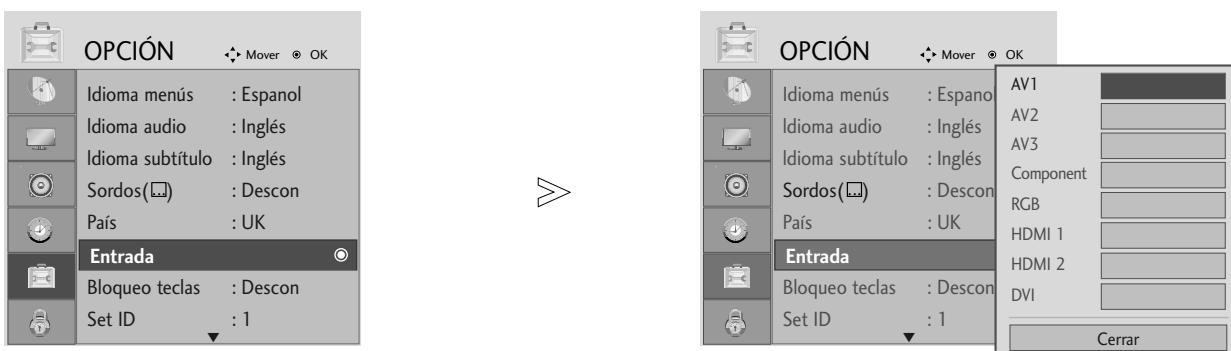 OPCIÓN Mover OK
Idioma menús : Espanol
Idioma audio : Inglés
Idioma subtítulo : Inglés
Sordos( ) : Descon
País : UK
Entrada
Bloqueo teclas : Descon
Set ID : 1
OPCIÓN Mover OK
Idioma menús : Espanol
Idioma audio : Inglés
Idioma subtítulo : Inglés
Sordos( ) : Descon
País : UK
Entrada
Bloqueo teclas : Descon
Set ID : 1
AV1
AV2
AV3
Component
RGB
HDMI 1
HDMI 2
DVI
Cerrar